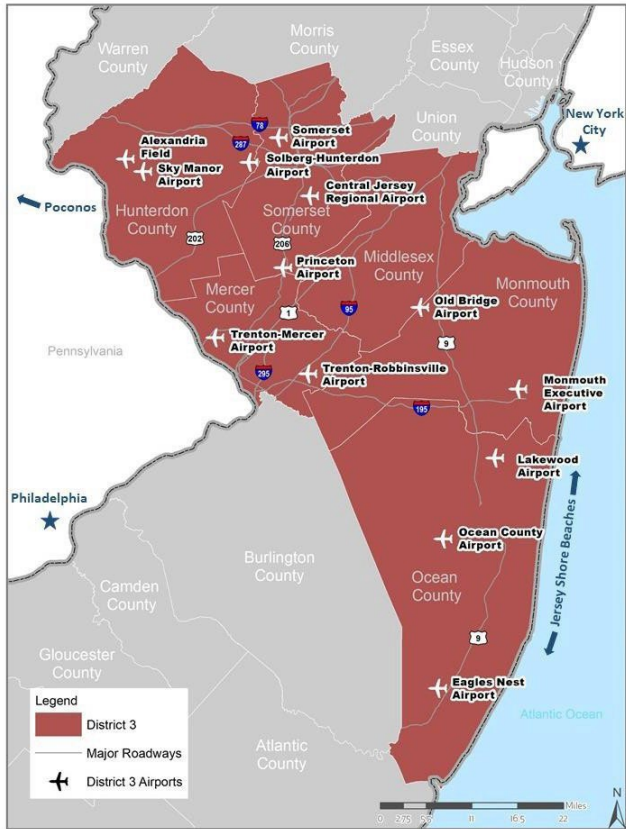 Morris
County
Warren
County
Essex
County
Hudson
County
Union
County
New York
City
78
287
Somerset
Airport
Alexandria
Field
Solberg-Hunterdon
Airport
Sky Manor
Airport
Central Jersey
Regional Airport
Poconos
Hunterdon
County
Somerset
County
202
206
Middlesex
County
Princeton
Airport
Monmouth
County
Mercer
County
1
95
Old Bridge
Airport
9
Trenton-Mercer
Airport
Pennsylvania
295
Trenton-Robbinsville
Airport
195
Monmouth
Executive
Airport
Lakewood
Airport
Philadelphia
Jersey Shore Beaches
Ocean County
Airport
Burlington
County
Ocean
County
Camden
County
9
Gloucester
County
Eagles Nest
Airport
Atlantic Ocean
Atlantic
County
Legend
District 3
Major Roadways
District 3 Airports
N
Miles
0 2.75 5.5 11 16.5 22